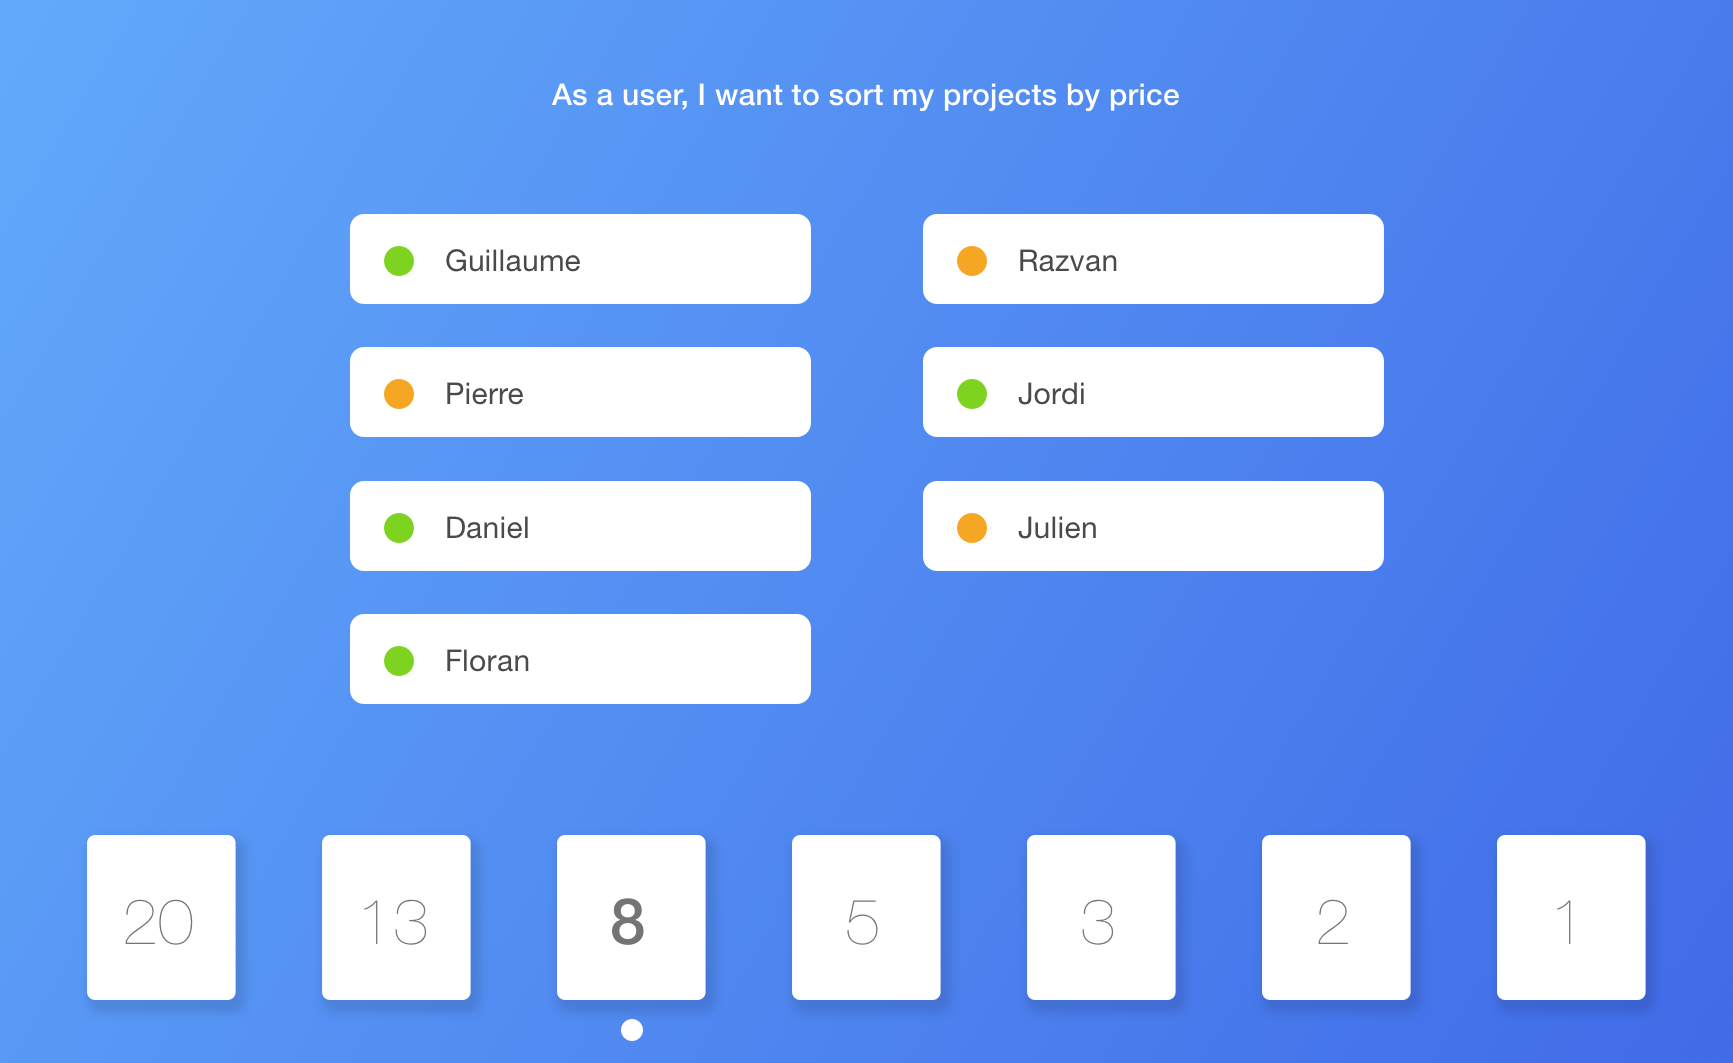 As a user, I want to sort my projects by price
Guillaume
Razvan
Pierre
Jordi
Daniel
Julien
Floran
20 13 8 5 3 2 1